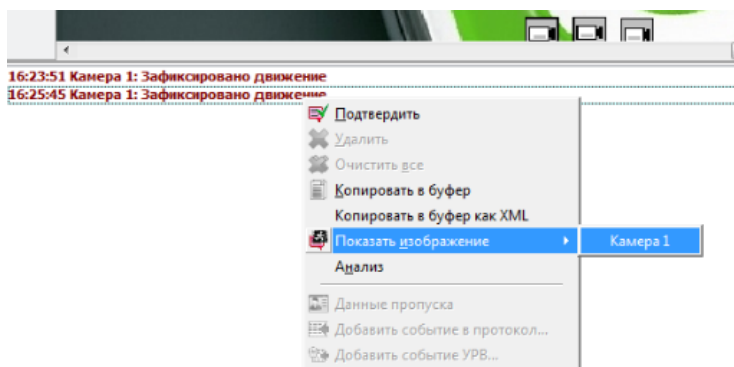 16:23:51 Камера 1: Зафиксировано движение
16:25:45 Камера 1: Зафиксировано движение
Подтвердить
Удалить
Очистить все
Копировать в буфер
Копировать в буфер как XML
Показать изображение Камера 1
Анализ
Данные пропуска
Добавить событие в протокол...
Добавить событие УРВ...